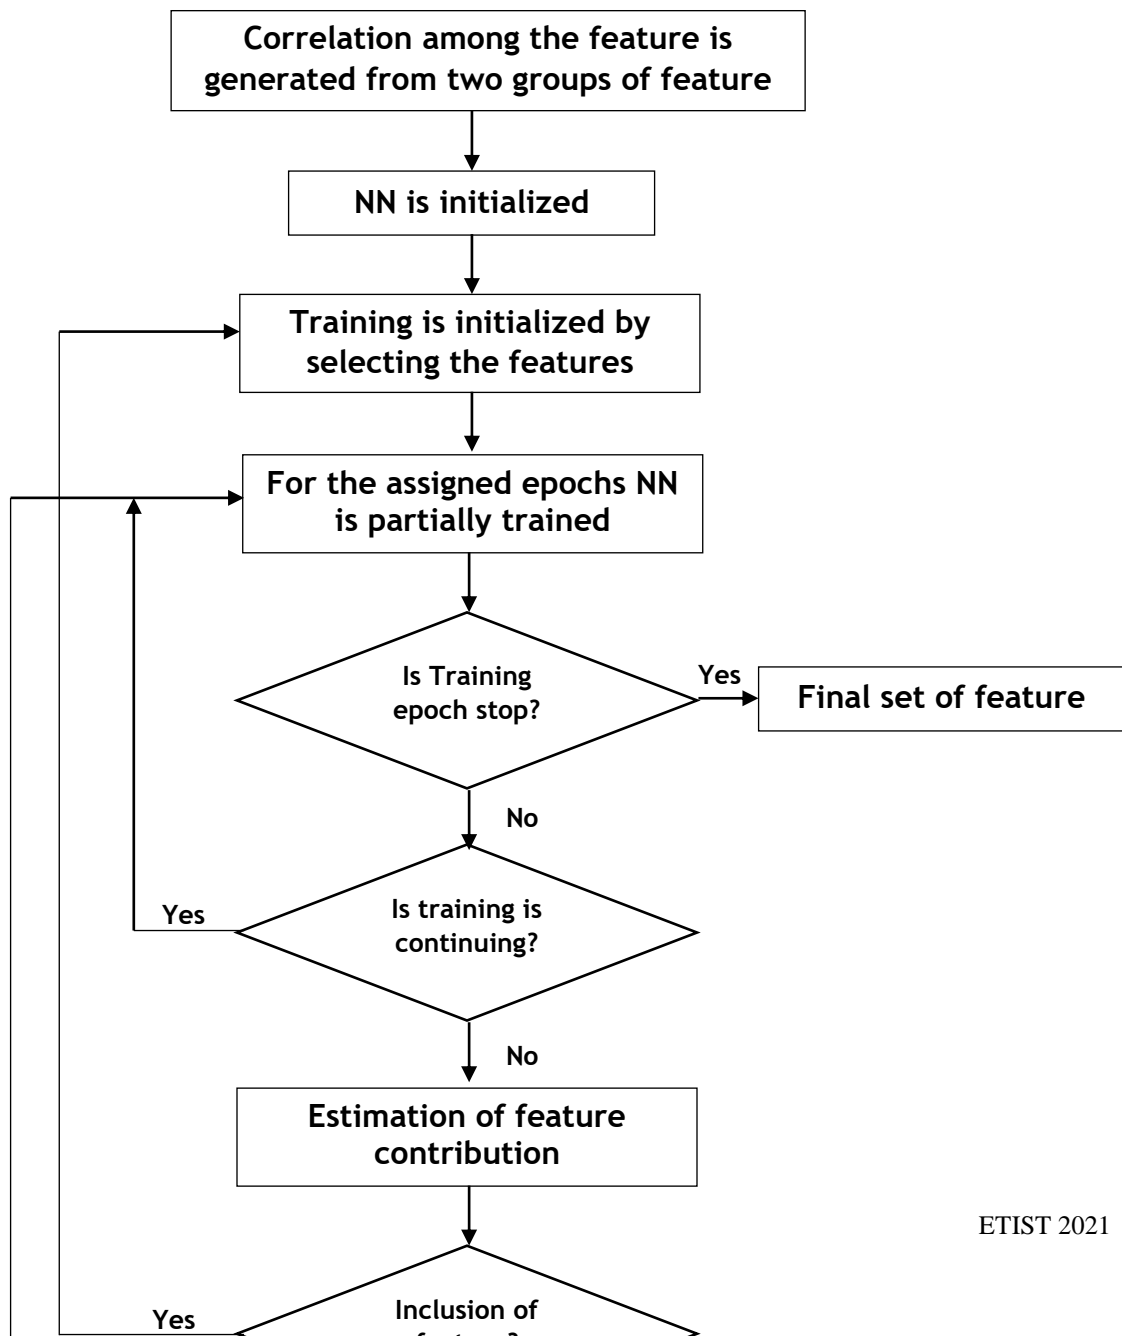 Correlation among the feature is
generated from two groups of feature
NN is initialized
Training is initialized by
selecting the features
For the assigned epochs NN
is partially trained
Is Training
epoch stop?
Yes
Final set of feature
No
Is training is
continuing?
Yes
No
Estimation of feature
contribution
ETIST 2021
Inclusion of
Yes